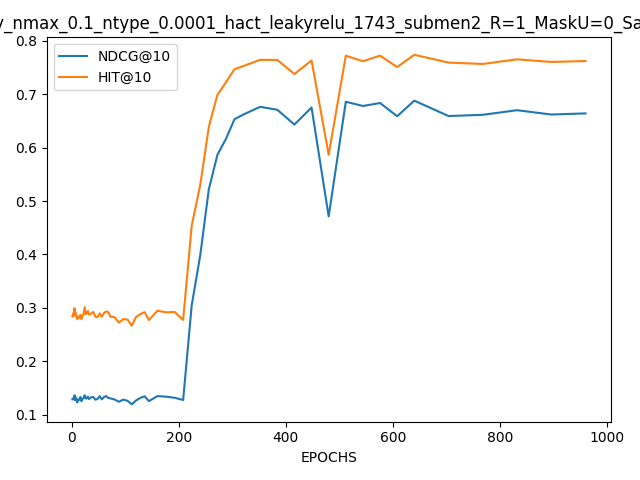 y_nmax_0.1_ntype_0.0001_hact_leakyrelu_1743_submen2_R=1_MaskU=0_Sa
NDCG@10
HIT@10
0.8
0.7
0.6
0.5
0.4
0.3
0.2
0.1
0 200 400 600 800 1000
EPOCHS